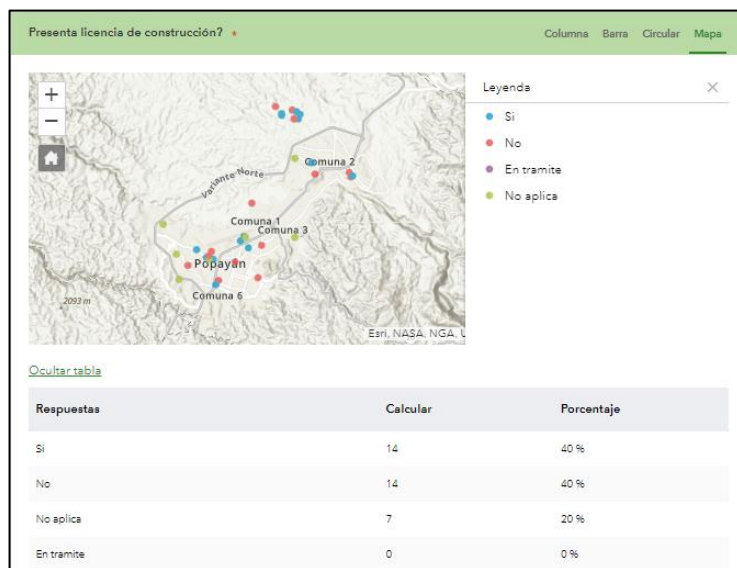 Presenta licencia de construcción? *
Columna Barra Circular Mapa
+
−
Leyenda ×
Si
No
En tramite
No aplica
Variante Norte
Comuna 2
Comuna 1
Comuna 3
Popayán
Comuna 6
2093 m
Esri, NASA, NGA, U
Ocultar tabla
Respuestas Calcular Porcentaje
Si 14 40 %
No 14 40 %
No aplica 7 20 %
En tramite 0 0 %